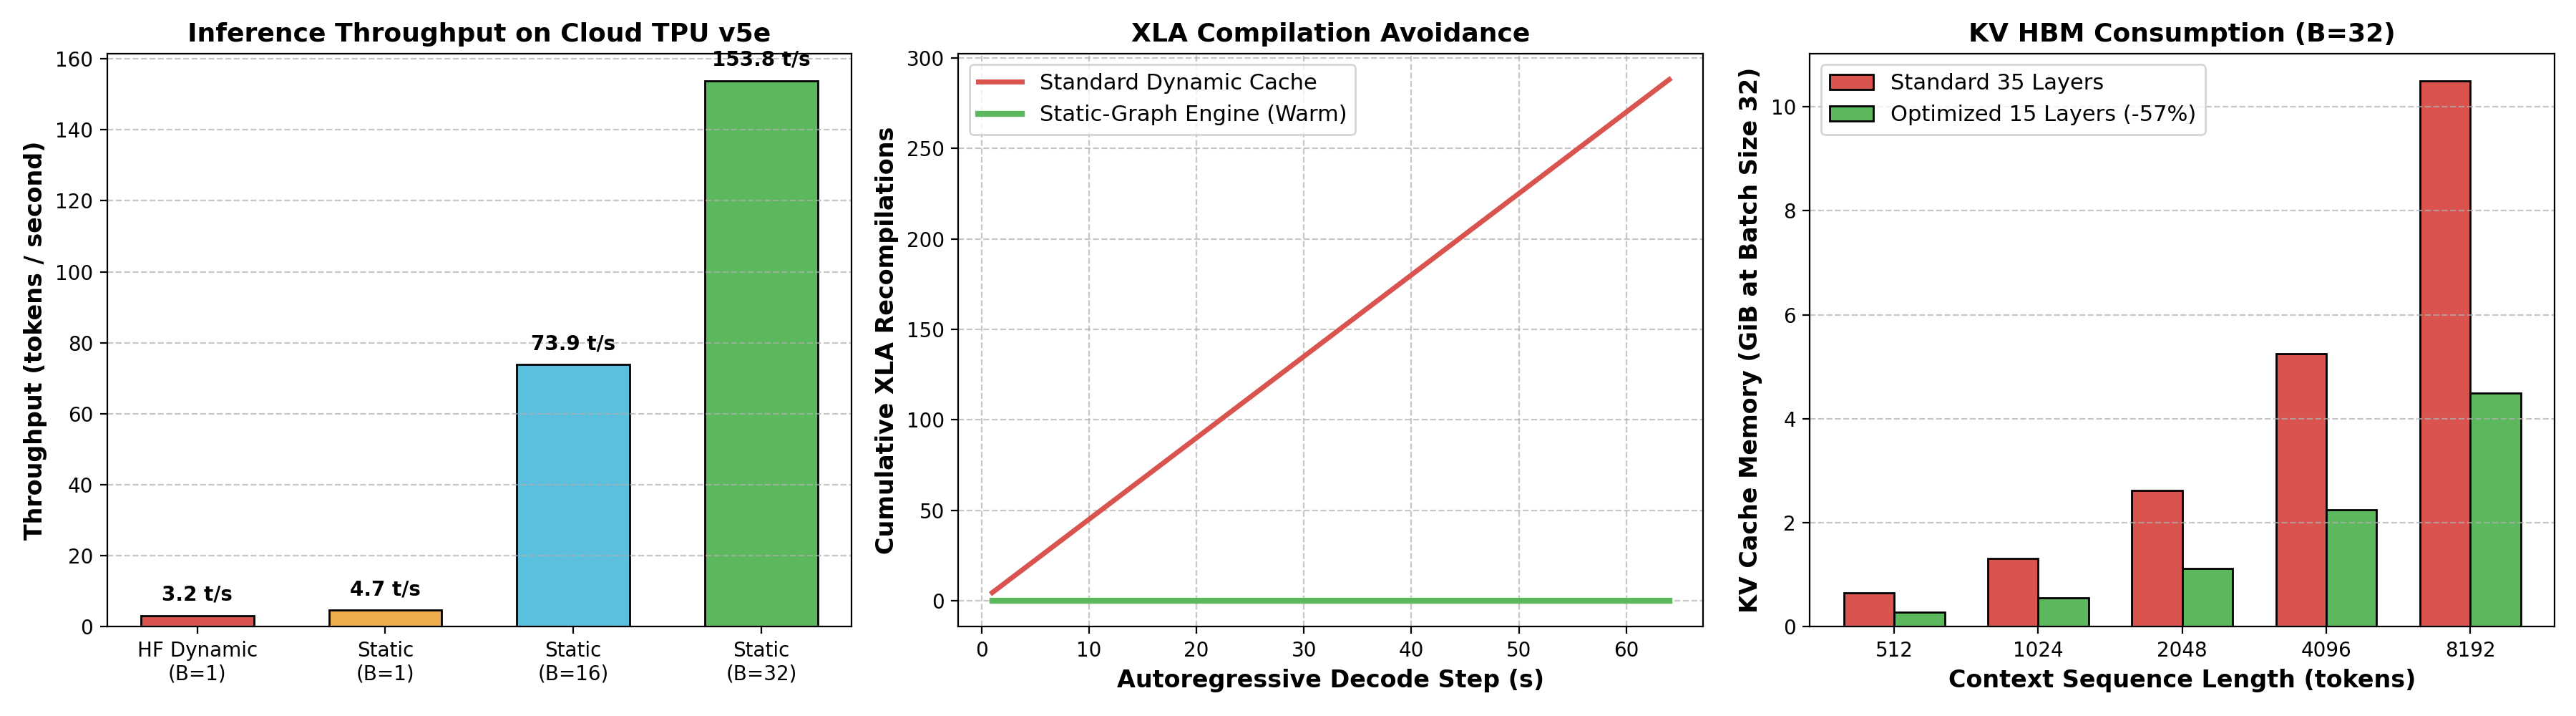 Inference Throughput on Cloud TPU v5e
Throughput (tokens / second)
160
140
120
100
80
60
40
20
0
3.2 t/s
4.7 t/s
73.9 t/s
153.8 t/s
HF Dynamic
(B=1)
Static
(B=1)
Static
(B=16)
Static
(B=32)
XLA Compilation Avoidance
Cumulative XLA Recompilations
300
250
200
150
100
50
0
Standard Dynamic Cache
Static-Graph Engine (Warm)
0
10
20
30
40
50
60
Autoregressive Decode Step (s)
KV HBM Consumption (B=32)
KV Cache Memory (GiB at Batch Size 32)
10
8
6
4
2
0
Standard 35 Layers
Optimized 15 Layers (-57%)
512
1024
2048
4096
8192
Context Sequence Length (tokens)